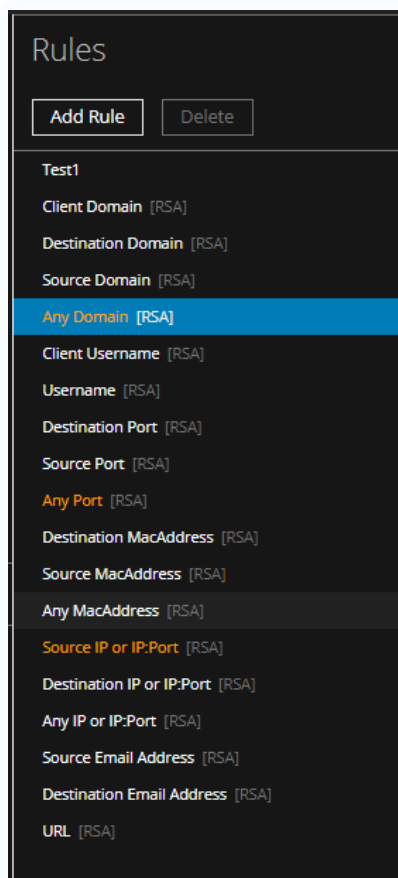 Rules
Add Rule Delete
Test1
Client Domain [RSA]
Destination Domain [RSA]
Source Domain [RSA]
Any Domain [RSA]
Client Username [RSA]
Username [RSA]
Destination Port [RSA]
Source Port [RSA]
Any Port [RSA]
Destination MacAddress [RSA]
Source MacAddress [RSA]
Any MacAddress [RSA]
Source IP or IP:Port [RSA]
Destination IP or IP:Port [RSA]
Any IP or IP:Port [RSA]
Source Email Address [RSA]
Destination Email Address [RSA]
URL [RSA]